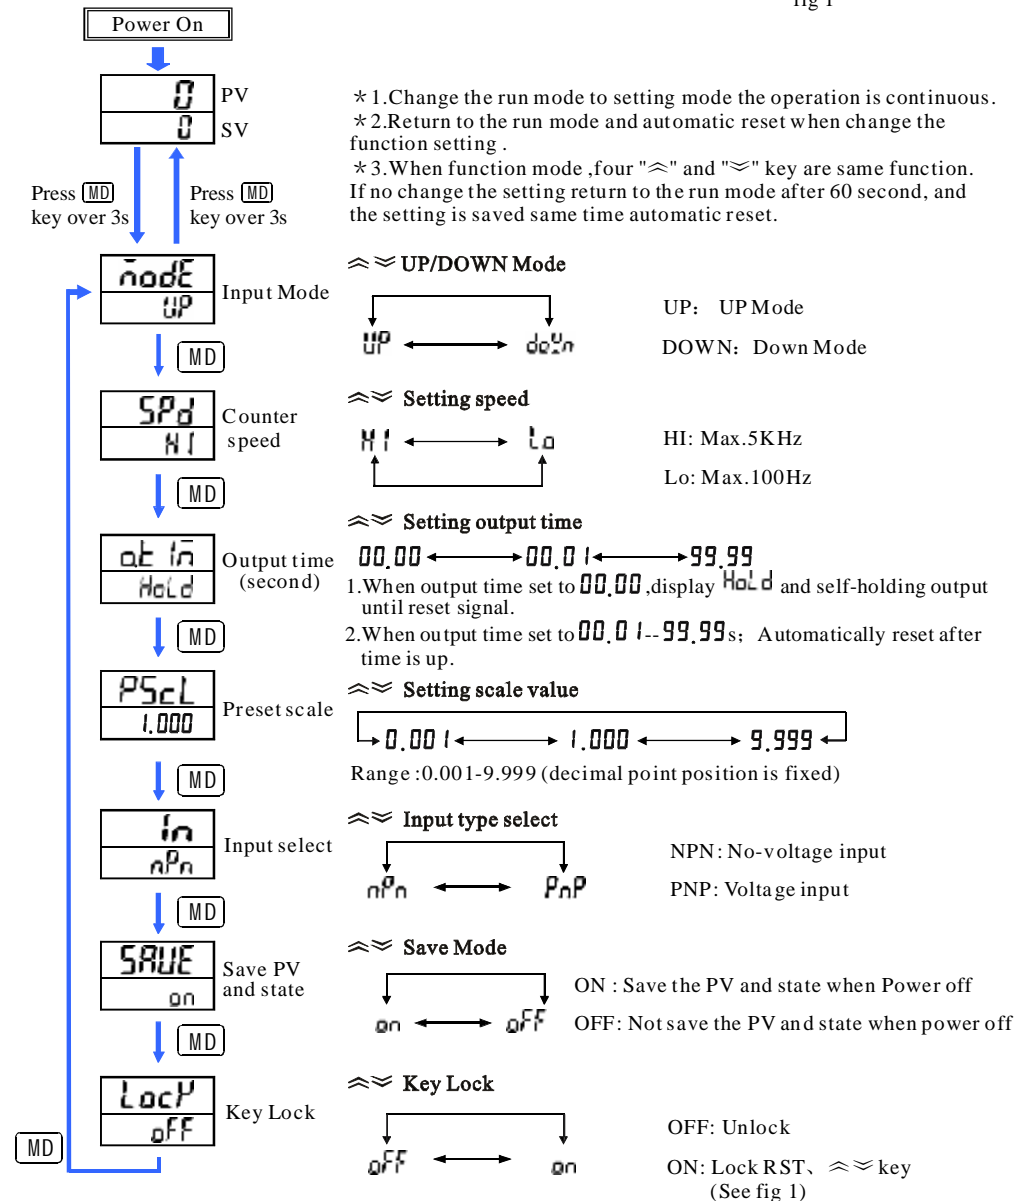 fig 1
Power On
0 PV
0 SV
*1.Change the run mode to setting mode the operation is continuous.
*2.Return to the run mode and automatic reset when change the
function setting .
*3.When function mode ,four "︽" and "︾" key are same function.
If no change the setting return to the run mode after 60 second, and
the setting is saved same time automatic reset.
Press MD
key over 3s
Press MD
key over 3s
modE
UP
Input Mode
︽︾ UP/DOWN Mode
UP doWn
UP: UP Mode
DOWN: Down Mode
MD
SPd
HI
Counter
speed
︽︾ Setting speed
HI Lo
HI: Max.5KHz
Lo: Max.100Hz
MD
otIm
HoLd
Output time
(second)
︽︾ Setting output time
00.00 00.01 99.99
1.When output time set to 00.00 ,display HoLd and self-holding output
until reset signal.
2.When output time set to 00.01--99.99s; Automatically reset after
time is up.
MD
PScL
1.000
Preset scale
︽︾ Setting scale value
0.001 1.000 9.999
Range :0.001-9.999 (decimal point position is fixed)
MD
In
nPn
Input select
︽︾ Input type select
nPn PnP
NPN: No-voltage input
PNP: Voltage input
MD
SAVE
on
Save PV
and state
︽︾ Save Mode
on oFF
ON : Save the PV and state when Power off
OFF: Not save the PV and state when power off
MD
LocK
oFF
Key Lock
︽︾ Key Lock
oFF on
OFF: Unlock
ON: Lock RST、︽︾ key
(See fig 1)
MD